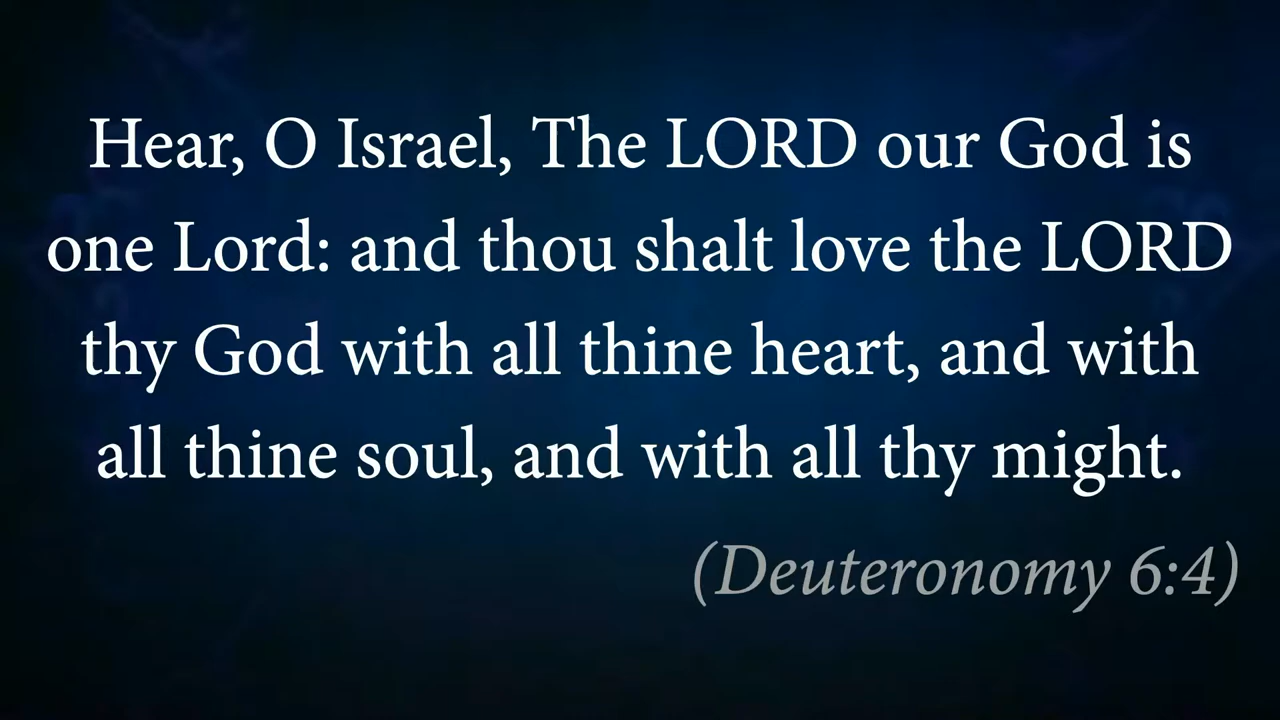 Hear, O Israel, The LORD our God is
one Lord: and thou shalt love the LORD
thy God with all thine heart, and with
all thine soul, and with all thy might.
(Deuteronomy 6:4)